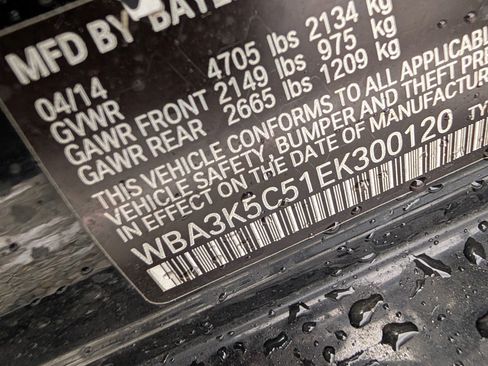 MFD BY
04/14
GVWR 4705 lbs 2134 kg
GAWR FRONT 2149 lbs 975 kg
GAWR REAR 2665 lbs 1209 kg
THIS VEHICLE CONFORMS TO ALL APPLICABLE
VEHICLE SAFETY, BUMPER AND THEFT
IN EFFECT ON THE DATE OF MANUFACTURE
WBA3K5C51EK300120